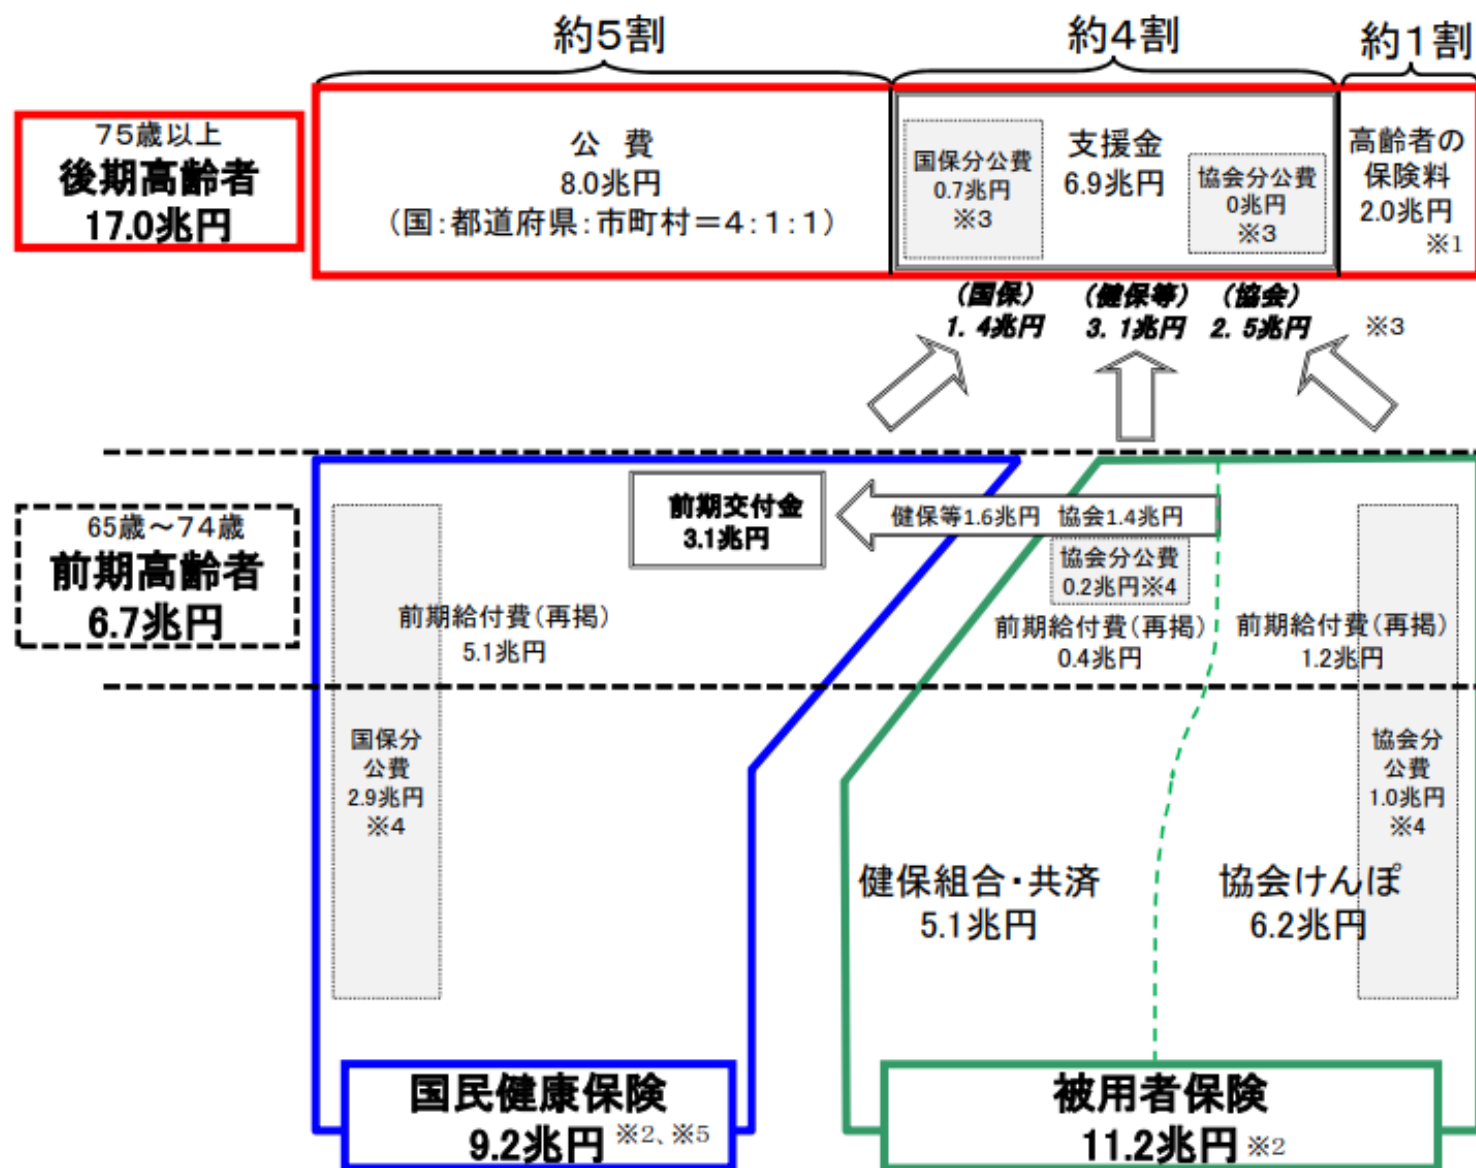 約5割
約4割
約1割
75歳以上
後期高齢者
17.0兆円
公 費
8.0兆円
（国：都道府県：市町村＝4：1：1）
国保分公費
0.7兆円
※3
支援金
6.9兆円
協会分公費
0兆円
※3
高齢者の
保険料
2.0兆円
※1
（国保）
1.4兆円
（健保等）
3.1兆円
（協会）
2.5兆円
※3
65歳～74歳
前期高齢者
6.7兆円
前期交付金
3.1兆円
健保等1.6兆円 協会1.4兆円
協会分公費
0.2兆円※4
前期給付費（再掲）
5.1兆円
前期給付費（再掲）
0.4兆円
前期給付費（再掲）
1.2兆円
国保分
公費
2.9兆円
※4
協会分
公費
1.0兆円
※4
健保組合・共済
5.1兆円
協会けんぽ
6.2兆円
国民健康保険
9.2兆円 ※2、※5
被用者保険
11.2兆円 ※2